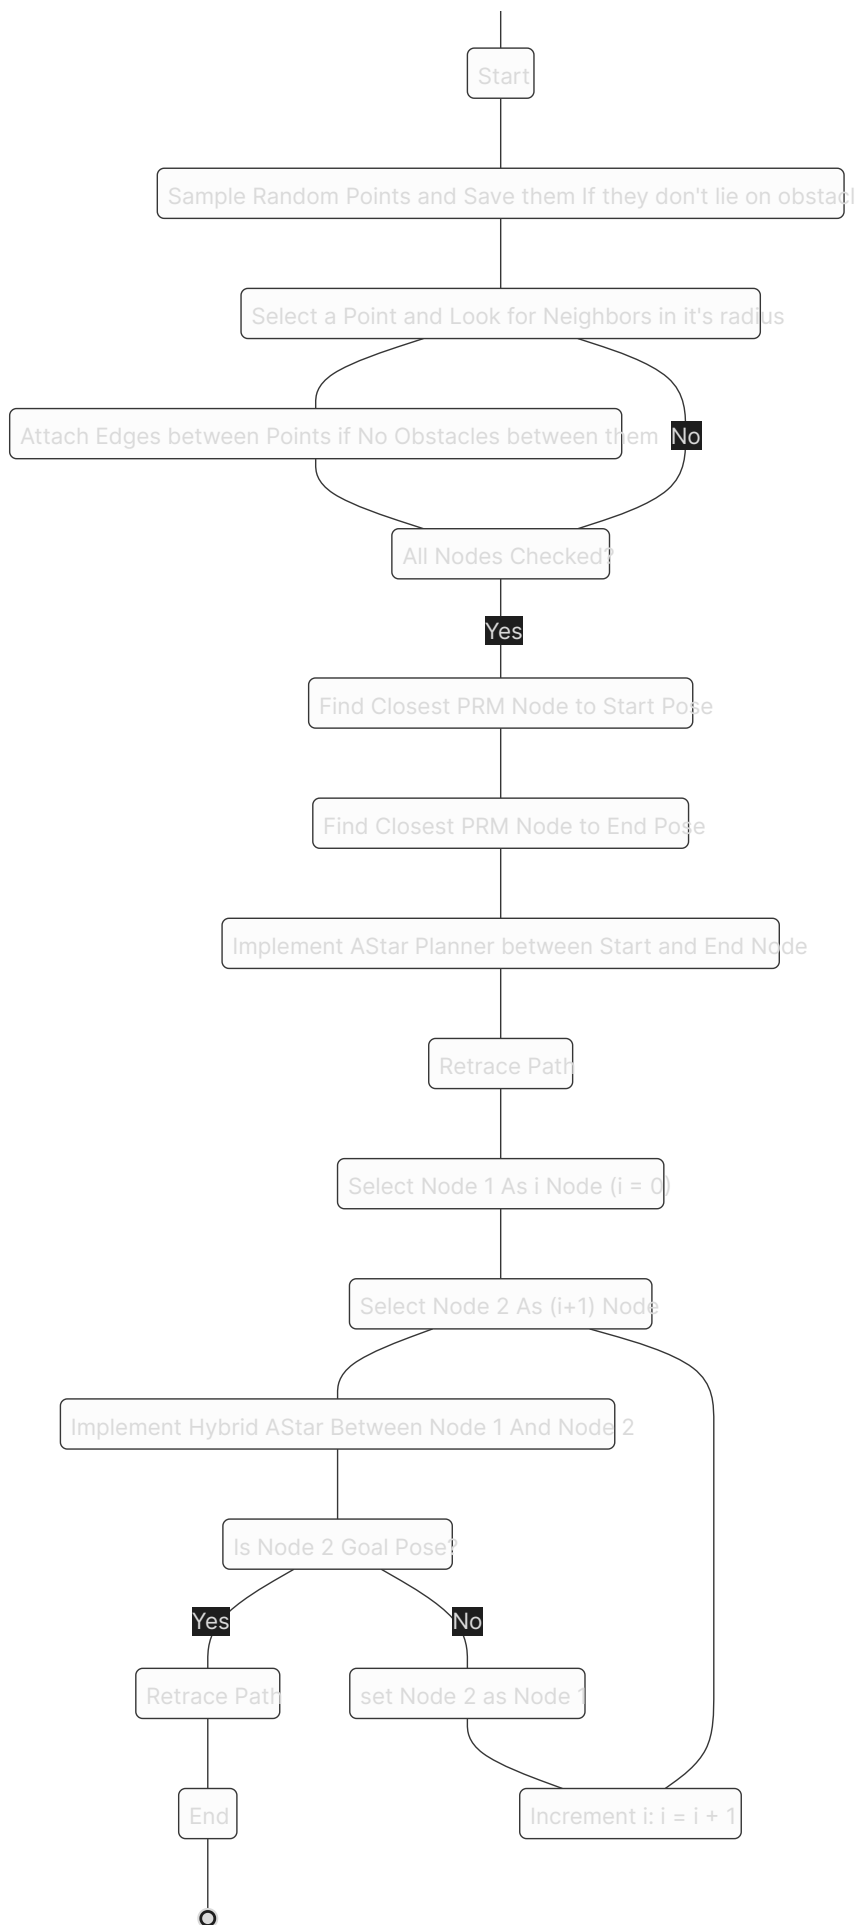 Start
Sample Random Points and Save them If they don't lie on obstacl
Select a Point and Look for Neighbors in it's radius
Attach Edges between Points if No Obstacles between them
No
All Nodes Checked?
Yes
Find Closest PRM Node to Start Pose
Find Closest PRM Node to End Pose
Implement AStar Planner between Start and End Node
Retrace Path
Select Node 1 As i Node (i = 0)
Select Node 2 As (i+1) Node
Implement Hybrid AStar Between Node 1 And Node 2
Is Node 2 Goal Pose?
Yes
No
Retrace Path
set Node 2 as Node 1
End
Increment i: i = i + 1